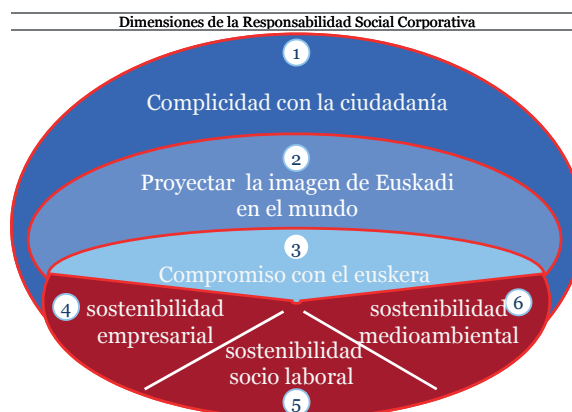 Dimensiones de la Responsabilidad Social Corporativa
1
Complicidad con la ciudadanía
2
Proyectar la imagen de Euskadi
en el mundo
3
Compromiso con el euskera
4
sostenibilidad
empresarial
sostenibilidad
socio laboral
5
6
sostenibilidad
medioambiental